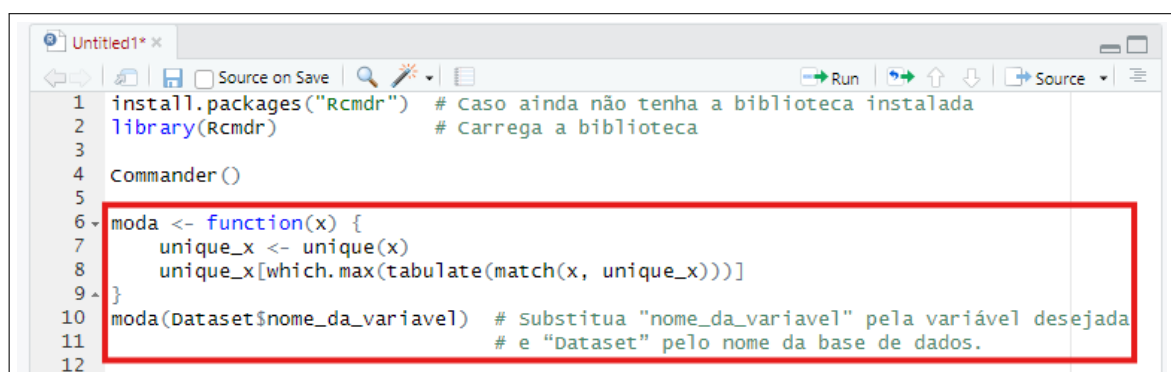 Untitled1*
Source on Save Run Source
1 install.packages("Rcmdr") # Caso ainda não tenha a biblioteca instalada
2 library(Rcmdr) # Carrega a biblioteca
3
4 Commander()
5
6 moda <- function(x) {
7 unique_x <- unique(x)
8 unique_x[which.max(tabulate(match(x, unique_x)))]
9 }
10 moda(Dataset$nome_da_variavel) # Substitua "nome_da_variavel" pela variável desejada
11 # e “Dataset” pelo nome da base de dados.
12